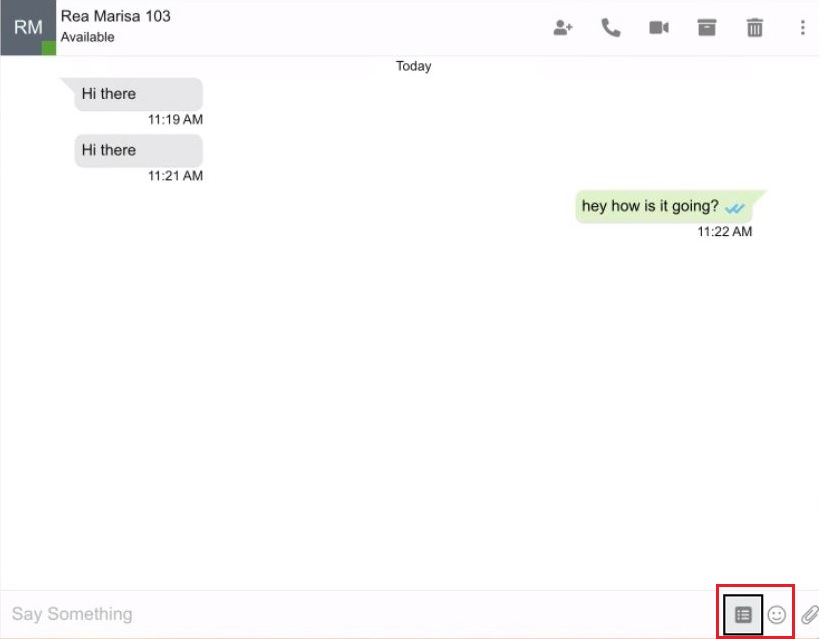 RM
Rea Marisa 103
Available
Today
Hi there
11:19 AM
Hi there
11:21 AM
hey how is it going?
11:22 AM
Say Something